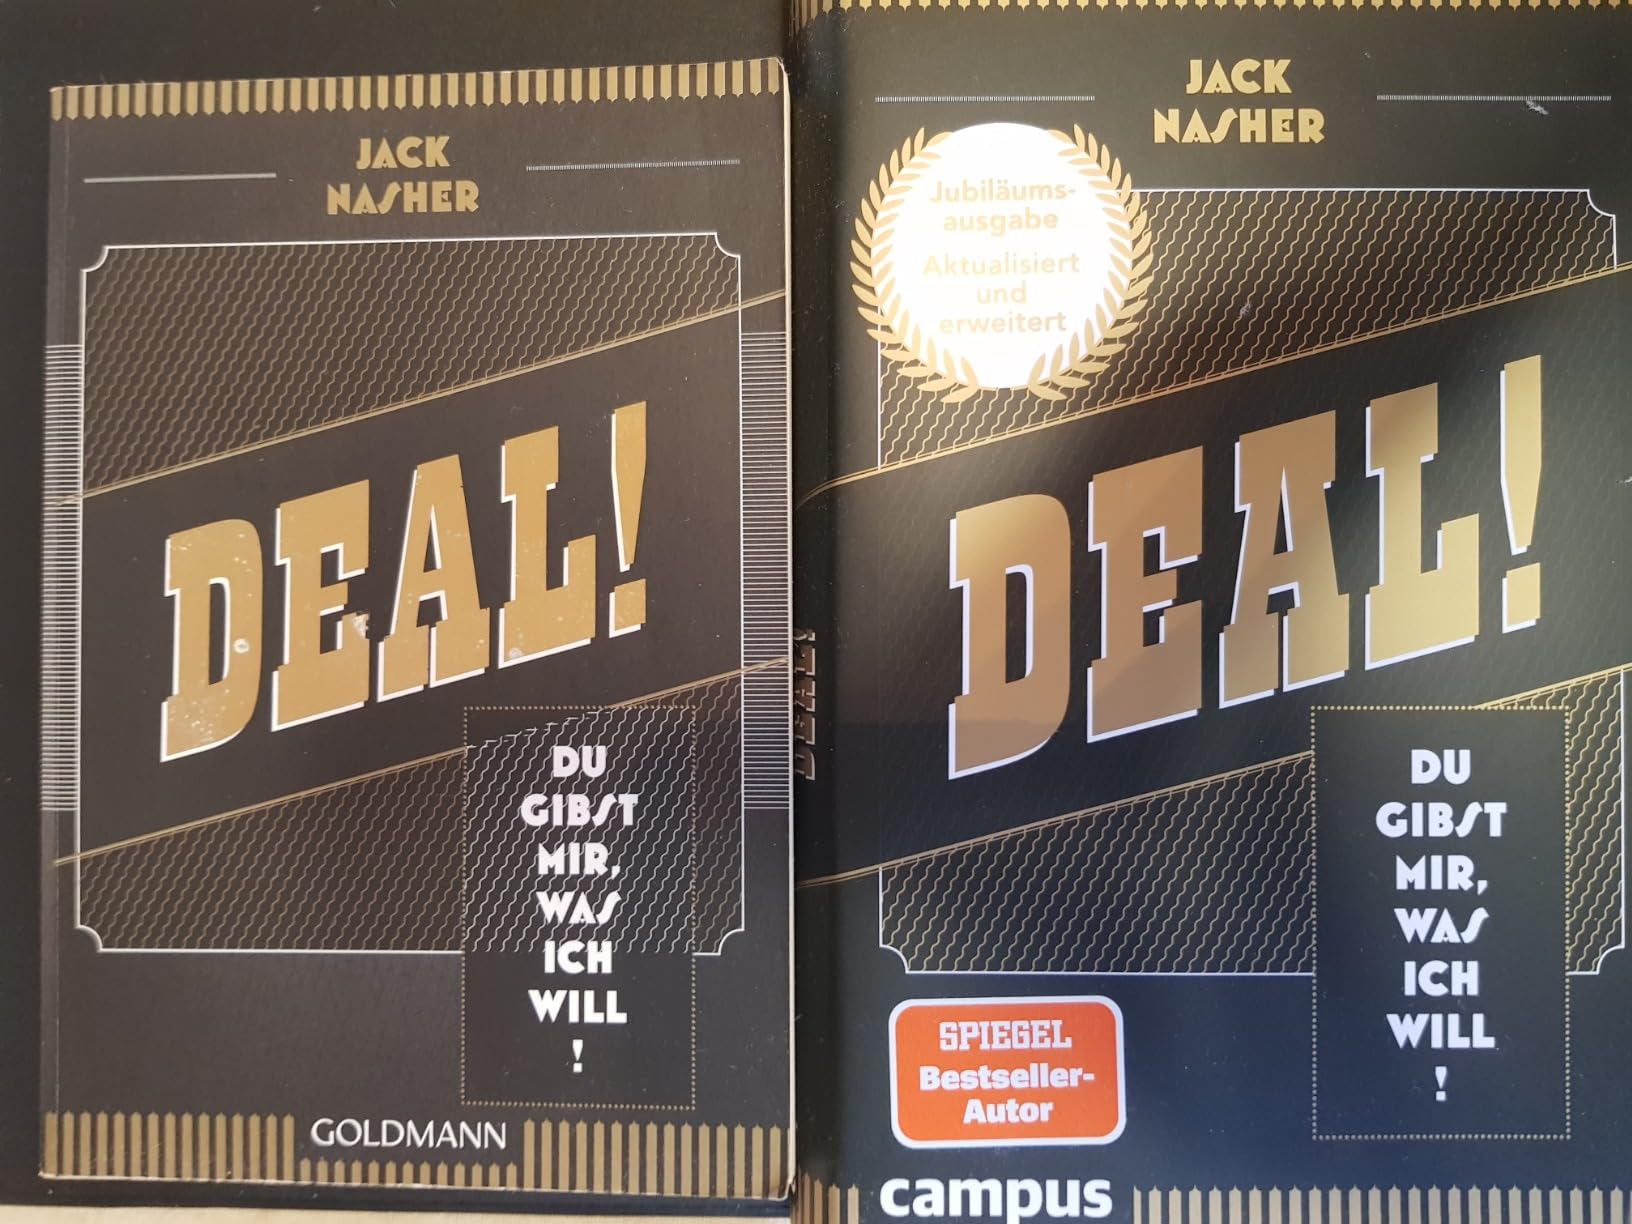 JACK
NASHER
DEAL!
DU
GIBST
MIR,
WAS
ICH
WILL
!
GOLDMANN
JACK
NASHER
Jubiläums-
ausgabe
Aktualisiert
und
erweitert
DEAL!
DU
GIBST
MIR,
WAS
ICH
WILL
!
SPIEGEL
Bestseller-
Autor
campus
DEAL!